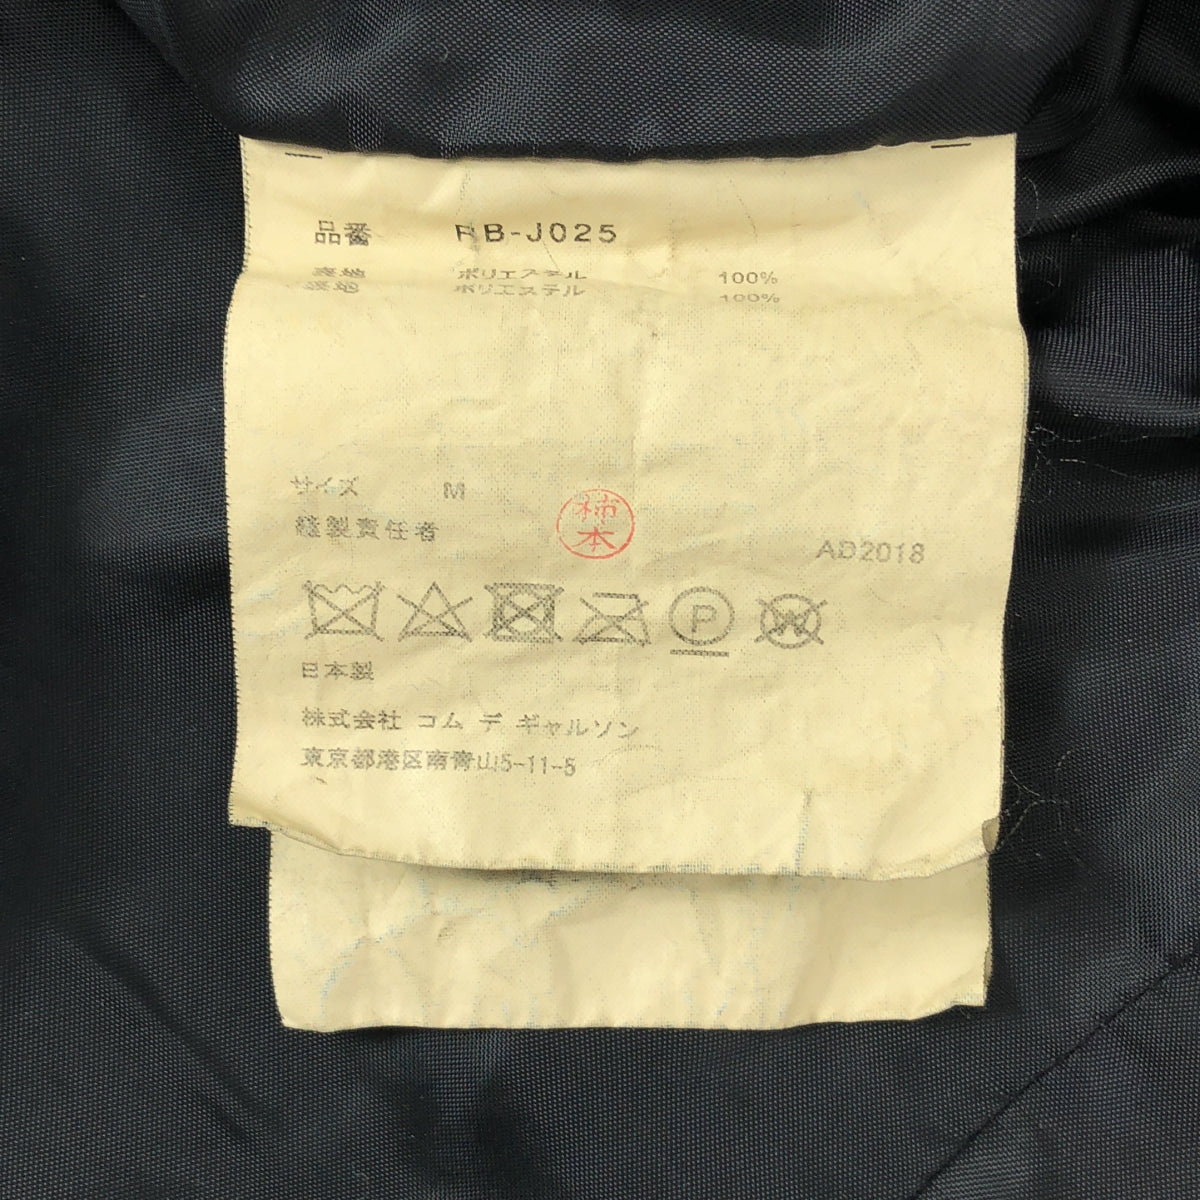 品番 RB-J025
表地 ポリエステル 100%
裏地 ポリエステル 100%
サイズ M
縫製責任者 柿本
AD2018
P
W
日本製
株式会社 コム デ ギャルソン
東京都港区南青山5-11-5